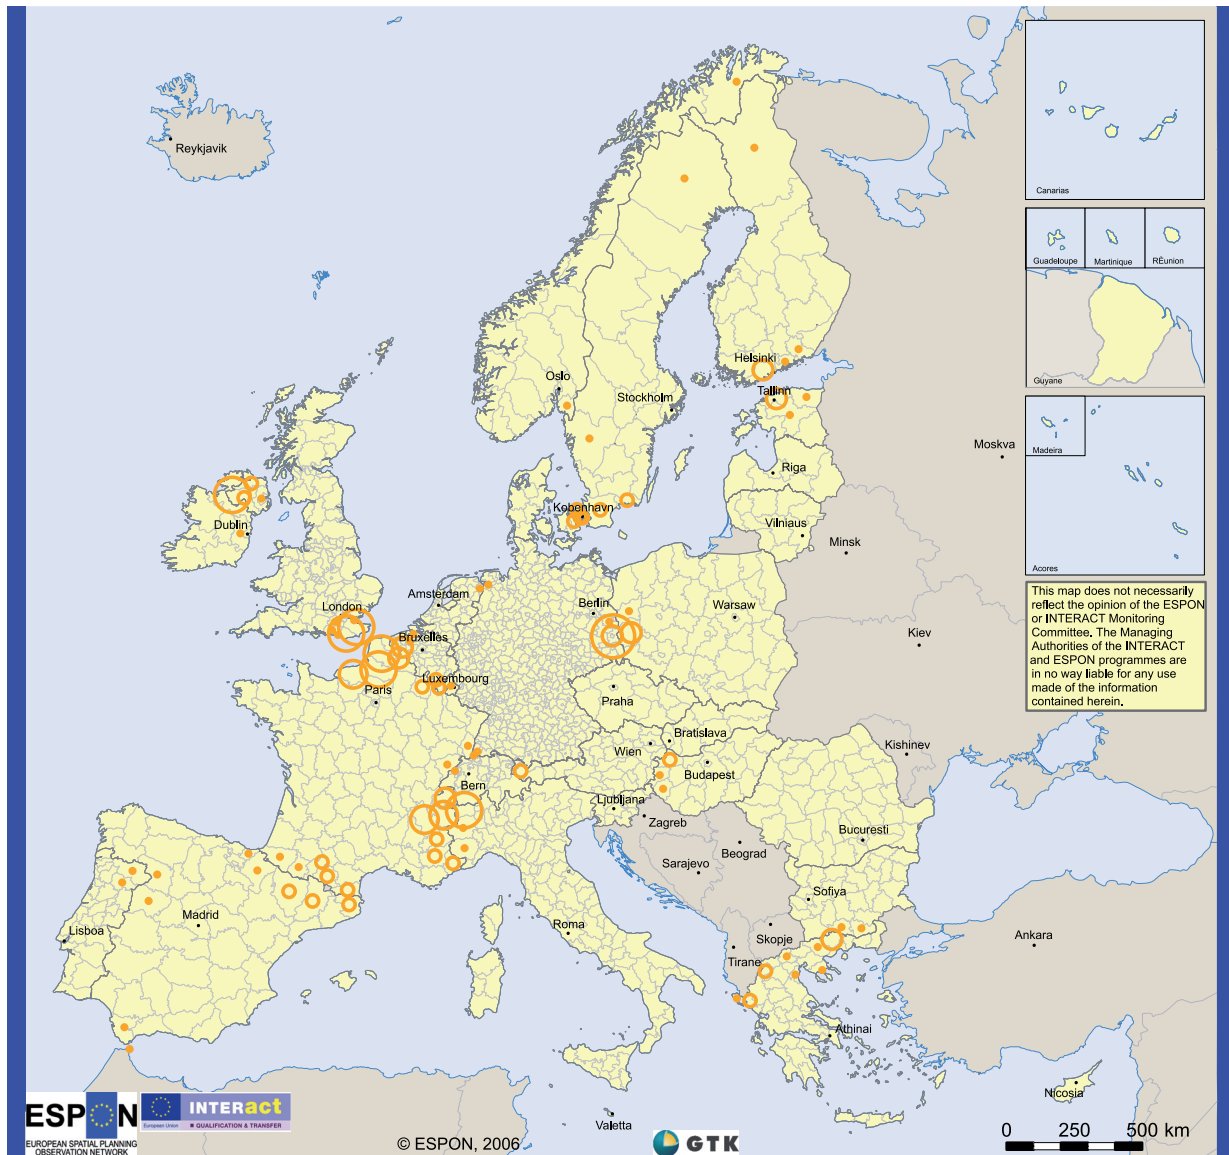 Reykjavik
Canarias
Guadeloupe
Martinique
RÉunion
Guyane
Madeira
Acores
Helsinki
Oslo
Tallinn
Stockholm
Moskva
Riga
København
Dublin
Vilniaus
Minsk
Amsterdam
London
Berlin
Warsaw
Bruxelles
Kiev
Luxembourg
Paris
Praha
Bratislava
Wien
Kishinev
Budapest
Bern
Ljubljana
Zagreb
Bucuresti
Beograd
Sarajevo
Sofiya
Madrid
Lisboa
Roma
Skopje
Ankara
Tirane
Athinai
Nicosia
Valetta
This map does not necessarily
reflect the opinion of the ESPON
or INTERACT Monitoring
Committee. The Managing
Authorities of the INTERACT
and ESPON programmes are
in no way liable for any use
made of the information
contained herein.
ESPON
EUROPEAN SPATIAL PLANNING
OBSERVATION NETWORK
European Union
INTERact
QUALIFICATION & TRANSFER
© ESPON, 2006
GTK
0 250 500 km